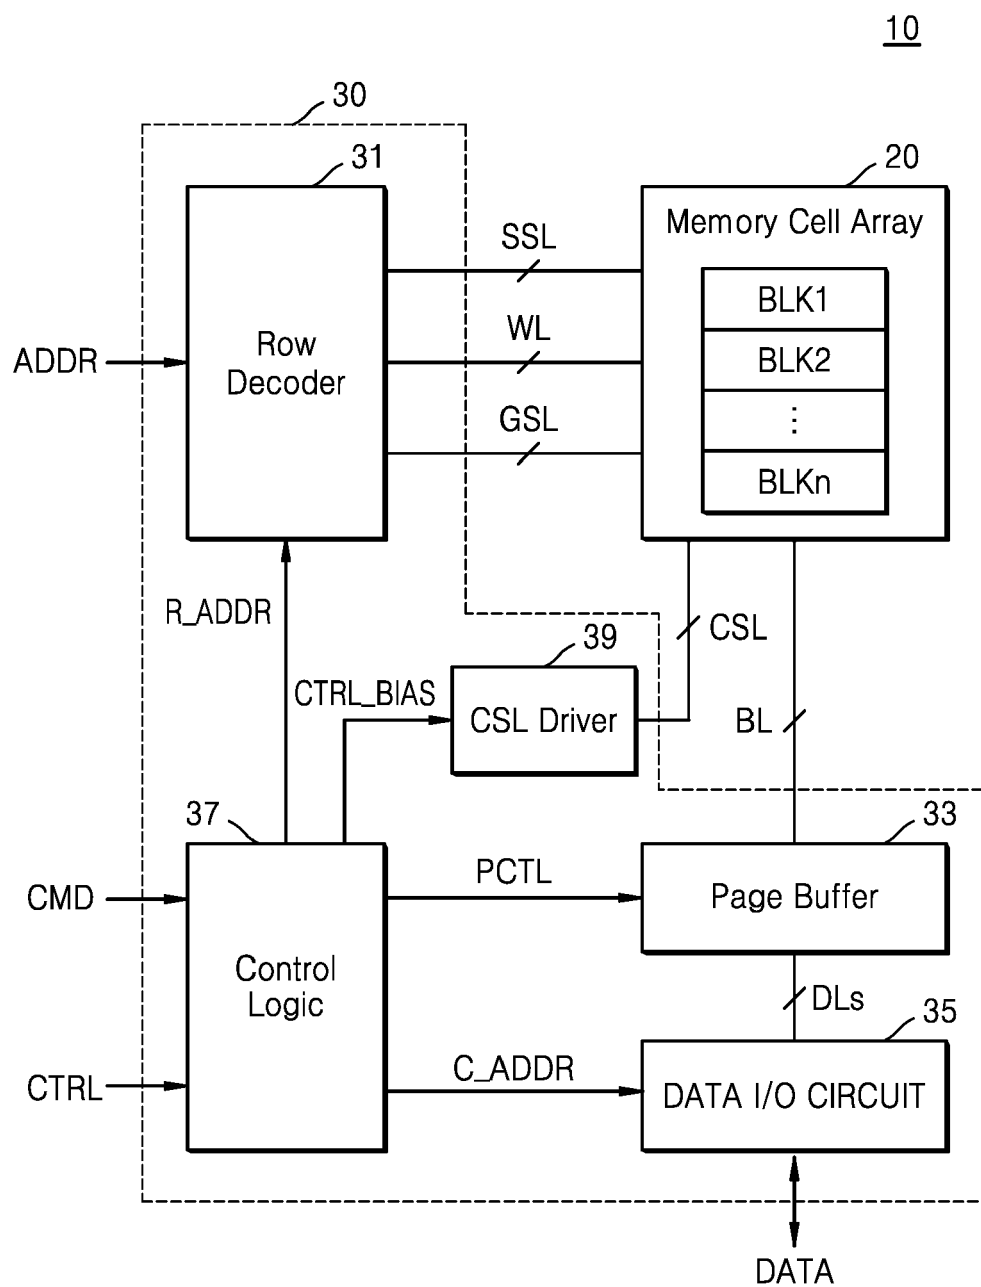 10
30
31
20
Memory Cell Array
SSL
BLK1
WL
Row
Decoder
ADDR
BLK2
GSL
⋮
BLKn
R_ADDR
CSL
39
CTRL_BIAS
CSL Driver
BL
37
33
PCTL
CMD
Page Buffer
Control
Logic
DLs
35
C_ADDR
CTRL
DATA I/O CIRCUIT
DATA